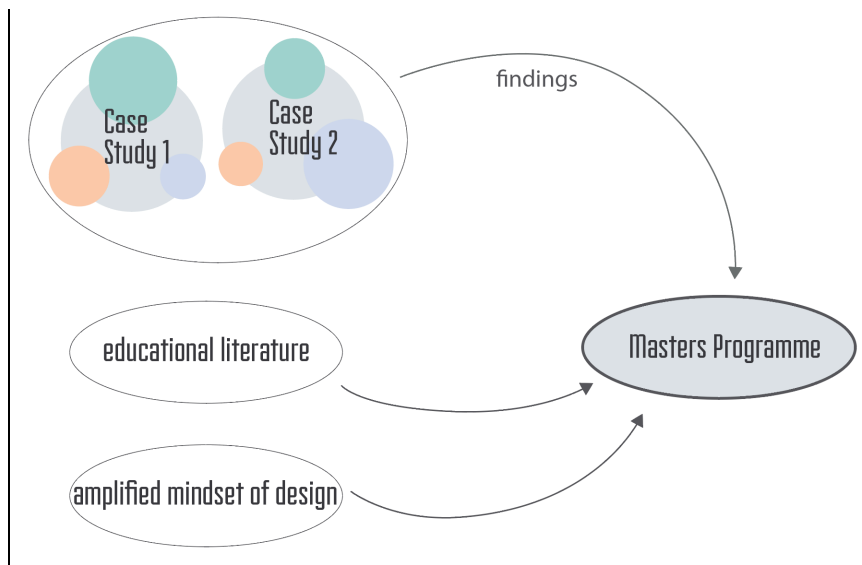 Case
Study 1
Case
Study 2
findings
educational literature
Masters Programme
amplified mindset of design